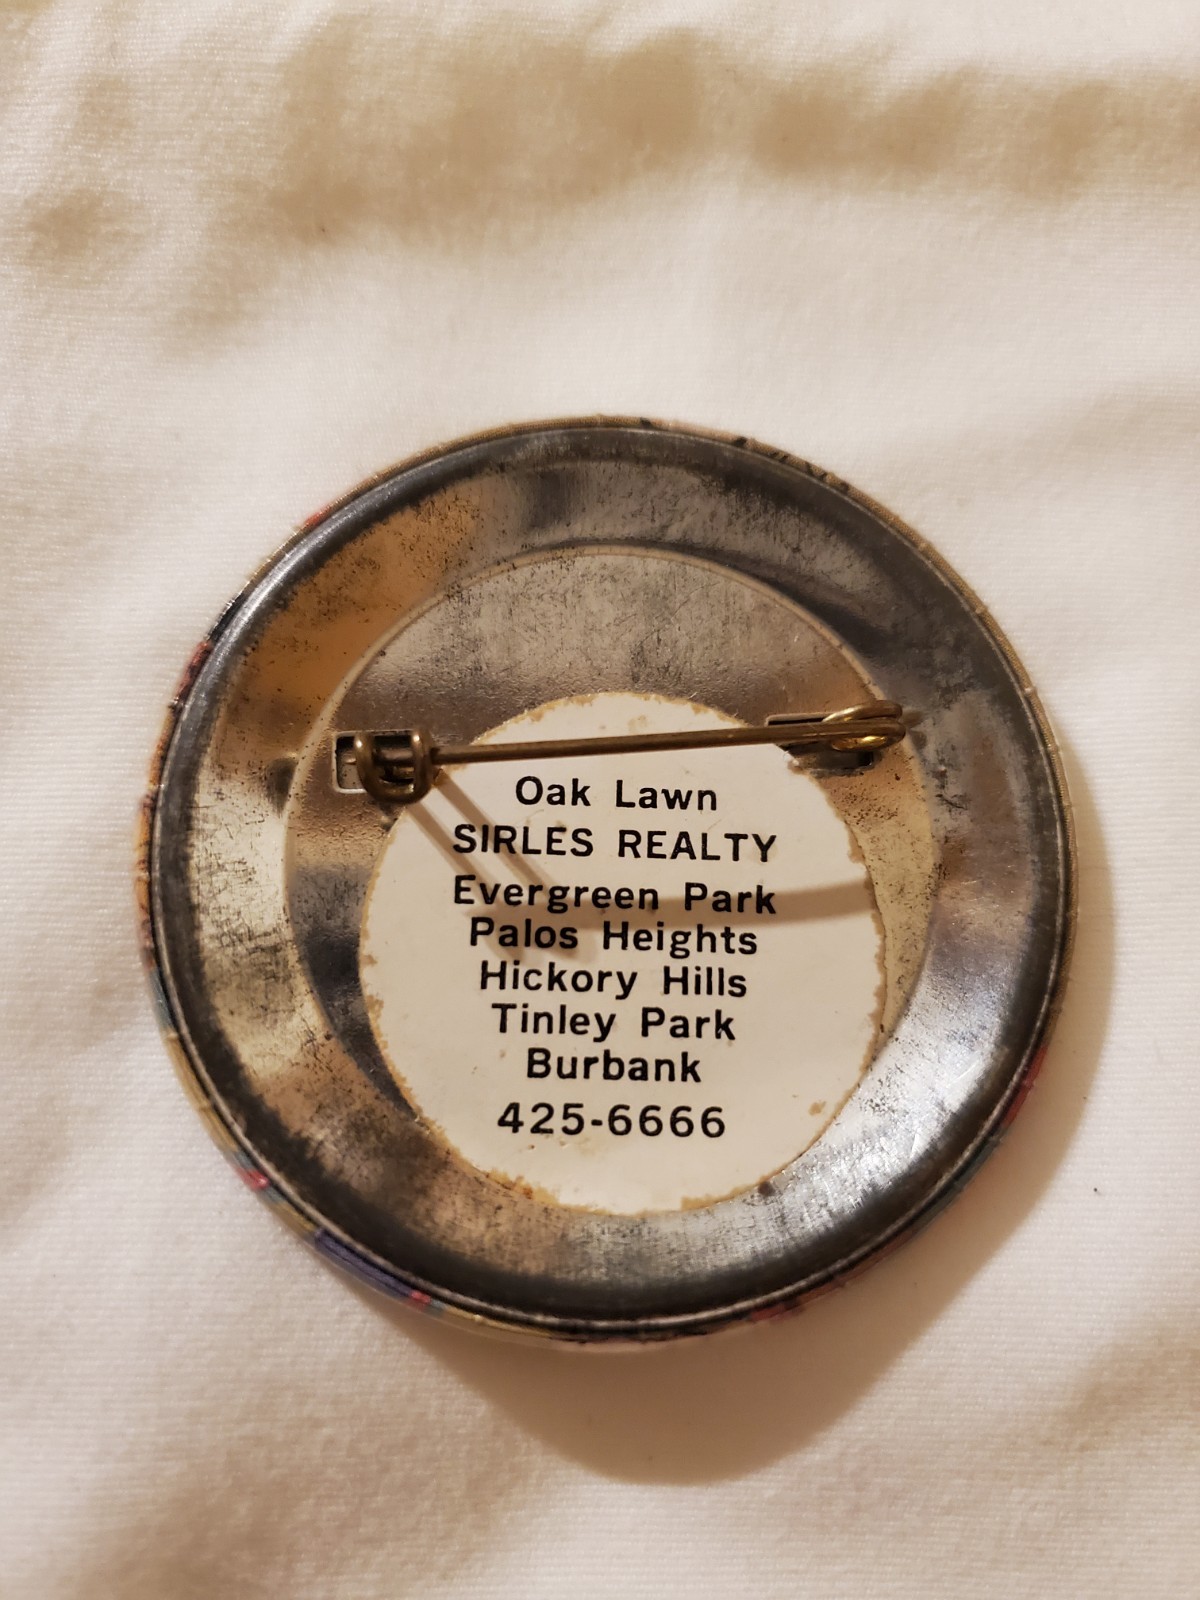 Oak Lawn
SIRLES REALTY
Evergreen Park
Palos Heights
Hickory Hills
Tinley Park
Burbank
425-6666